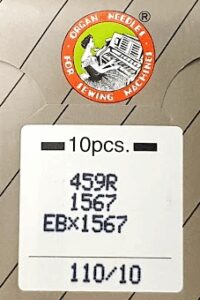 ORGAN NEEDLES
®
FOR SEWING MACHINES
10pcs.
459R
1567
EB×1567
110/10